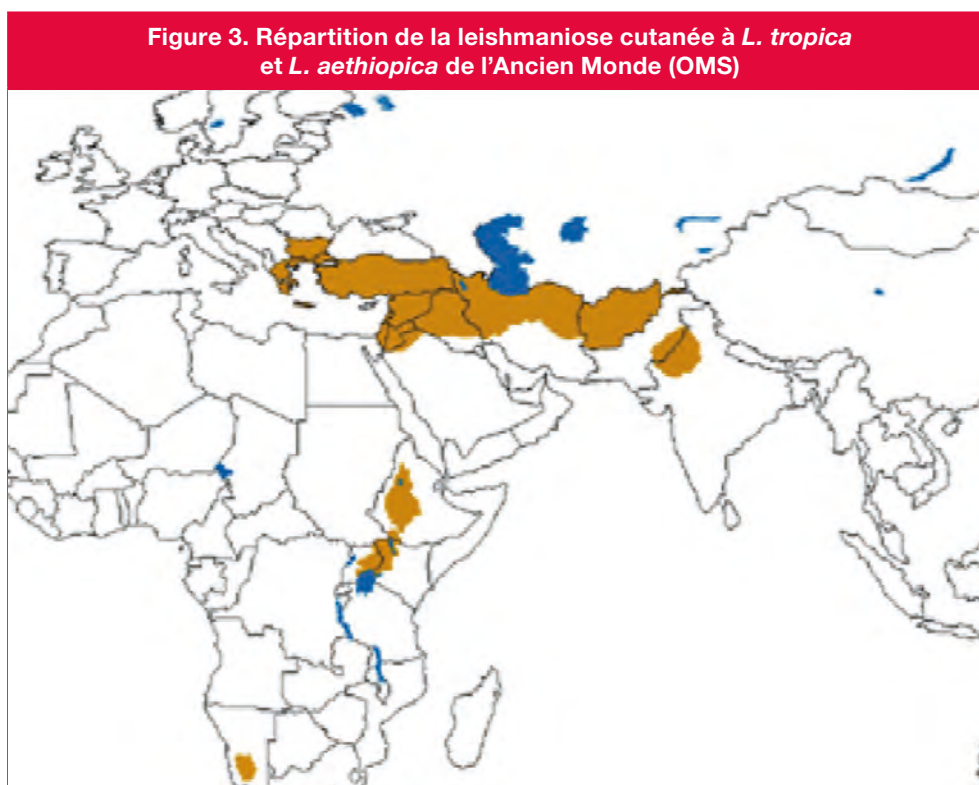 Figure 3. Répartition de la leishmaniose cutanée à L. tropica
et L. aethiopica de l’Ancien Monde (OMS)